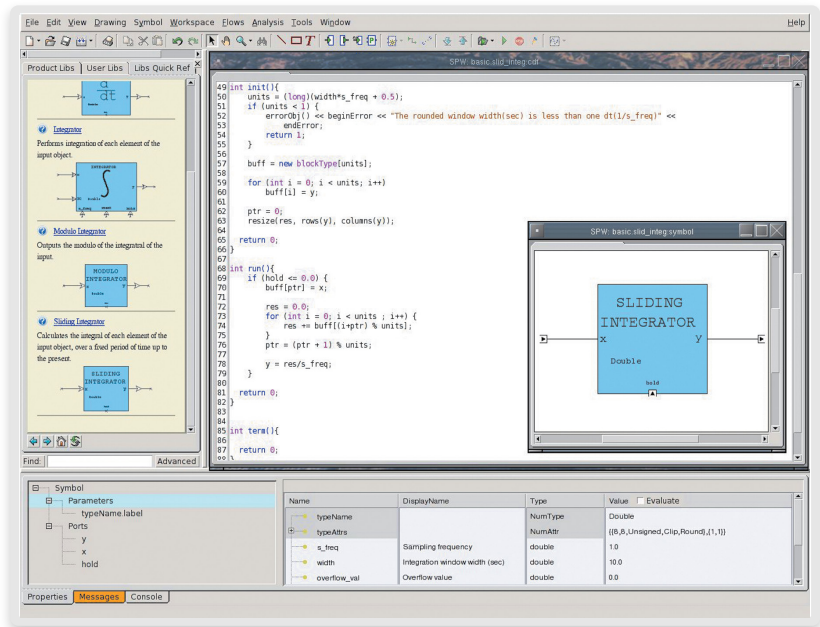 File Edit View Drawing Symbol Workspace Flows Analysis Tools Window Help
SPW: basic.slid_integ.cdf
Product Libs User Libs Libs Quick Ref
d
dt
Integrator
Performs integration of each element of the
input object.
INTEGRATOR
Double
Modulo Integrator
Outputs the modulo of the integratral of the
input.
MODULO
INTEGRATOR
x y
Double
Sliding Integrator
Calculates the integral of each element of the
input object, over a fixed period of time up to
the present.
SLIDING
INTEGRATOR
x y
Double
Find: Advanced
49 int init(){
50 units = (long)(width*s_freq + 0.5);
51 if (units < 1) {
52 errorObj() << beginError << "The rounded window width(sec) is less than one dt(1/s_freq)" <<
53 endError;
54 return 1;
55 }
56
57 buff = new blockType[units];
58
59 for (int i = 0; i < units; i++)
60 buff[i] = y;
61
62 ptr = 0;
63 resize(res, rows(y), columns(y));
64
65 return 0;
66 }
67
68 int run(){
69 if (hold <= 0.0) {
70 buff[ptr] = x;
71
72 res = 0.0;
73 for (int i = 0; i < units ; i++) {
74 res += buff[(i+ptr) % units];
75 }
76 ptr = (ptr + 1) % units;
77
78 y = res/s_freq;
79 }
80
81 return 0;
82 }
83
84
85 int term(){
86
87 return 0;
88 }
SPW: basic.slid_integ:symbol
SLIDING
INTEGRATOR
x y
Double
hold
Symbol
Parameters
typeName.label
Ports
y
x
hold
Name DisplayName Type Value Evaluate
typeName NumType Double
typeAttrs NumAttr {{8,8,Unsigned,Clip,Round},{1,1}}
s_freq Sampling frequency double 1.0
width Integration window width (sec) double 10.0
overflow_val Overflow value double 0.0
Properties Messages Console